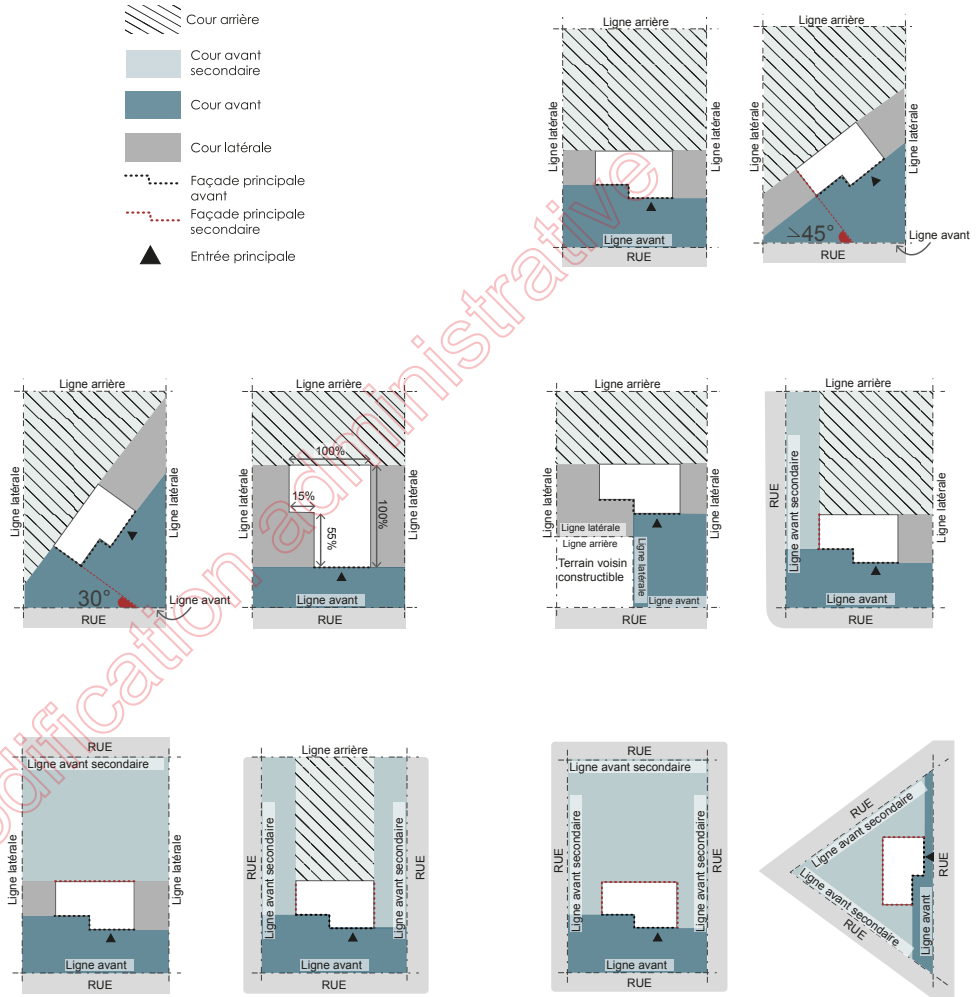 Cour arrière
Cour avant
secondaire
Cour avant
Cour latérale
Façade principale
avant
Façade principale
secondaire
Entrée principale
Ligne arrière
Ligne latérale
Ligne latérale
Ligne avant
RUE
Ligne arrière
Ligne latérale
Ligne latérale
45°
Ligne avant
RUE
Ligne arrière
Ligne latérale
Ligne latérale
30°
Ligne avant
RUE
Ligne arrière
Ligne latérale
Ligne latérale
100%
15%
55%
100%
Ligne avant
RUE
Ligne arrière
Ligne latérale
Ligne latérale
Ligne latérale
Ligne arrière
Terrain voisin
constructible
Ligne latérale
Ligne avant
RUE
Ligne arrière
RUE
Ligne avant secondaire
Ligne latérale
Ligne avant
RUE
RUE
Ligne avant secondaire
Ligne latérale
Ligne latérale
Ligne avant
RUE
Ligne arrière
RUE
Ligne avant secondaire
Ligne avant secondaire
RUE
Ligne avant
RUE
RUE
Ligne avant secondaire
RUE
Ligne avant secondaire
Ligne avant secondaire
RUE
Ligne avant
RUE
RUE
Ligne avant secondaire
Ligne avant secondaire
RUE
Ligne avant
RUE
odification administrative